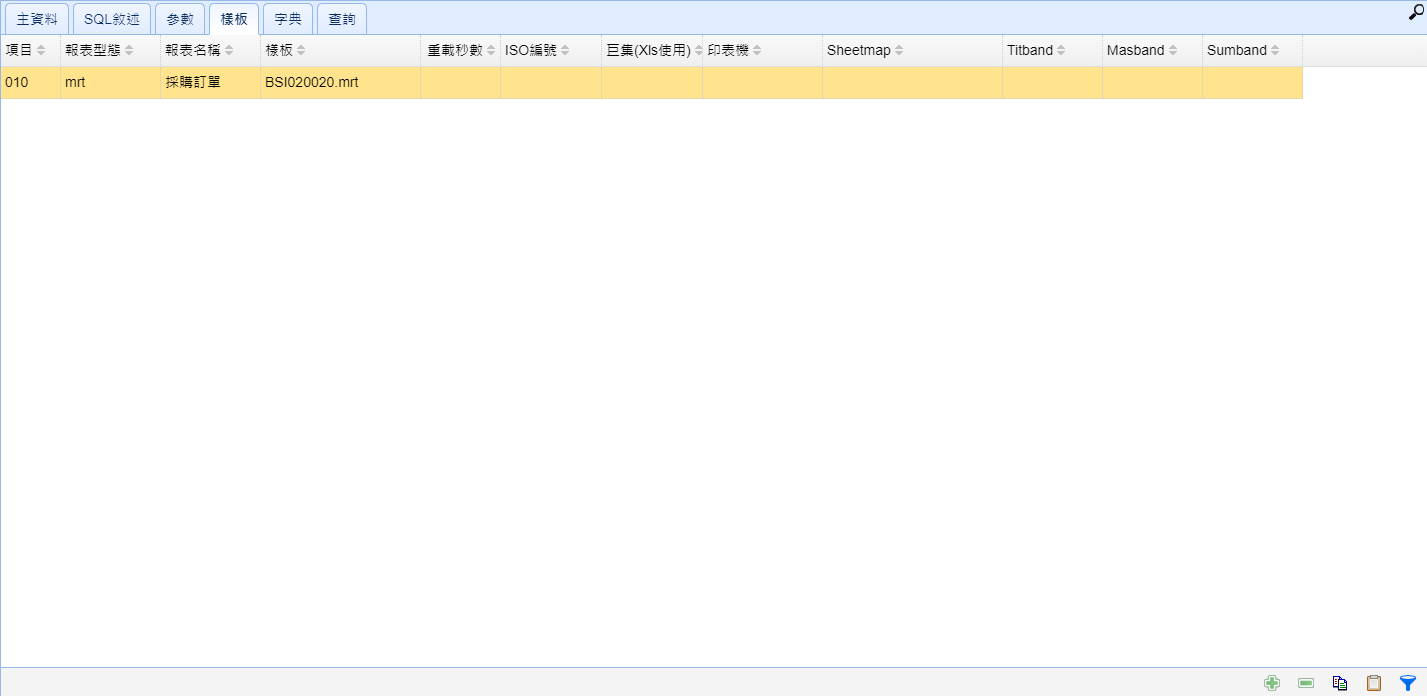 主資料 SQL敘述 參數 樣板 字典 查詢
項目 報表型態 報表名稱 樣板 重載秒數 ISO編號 巨集(Xls使用) 印表機 Sheetmap Titband Masband Sumband
010 mrt 採購訂單 BSI020020.mrt